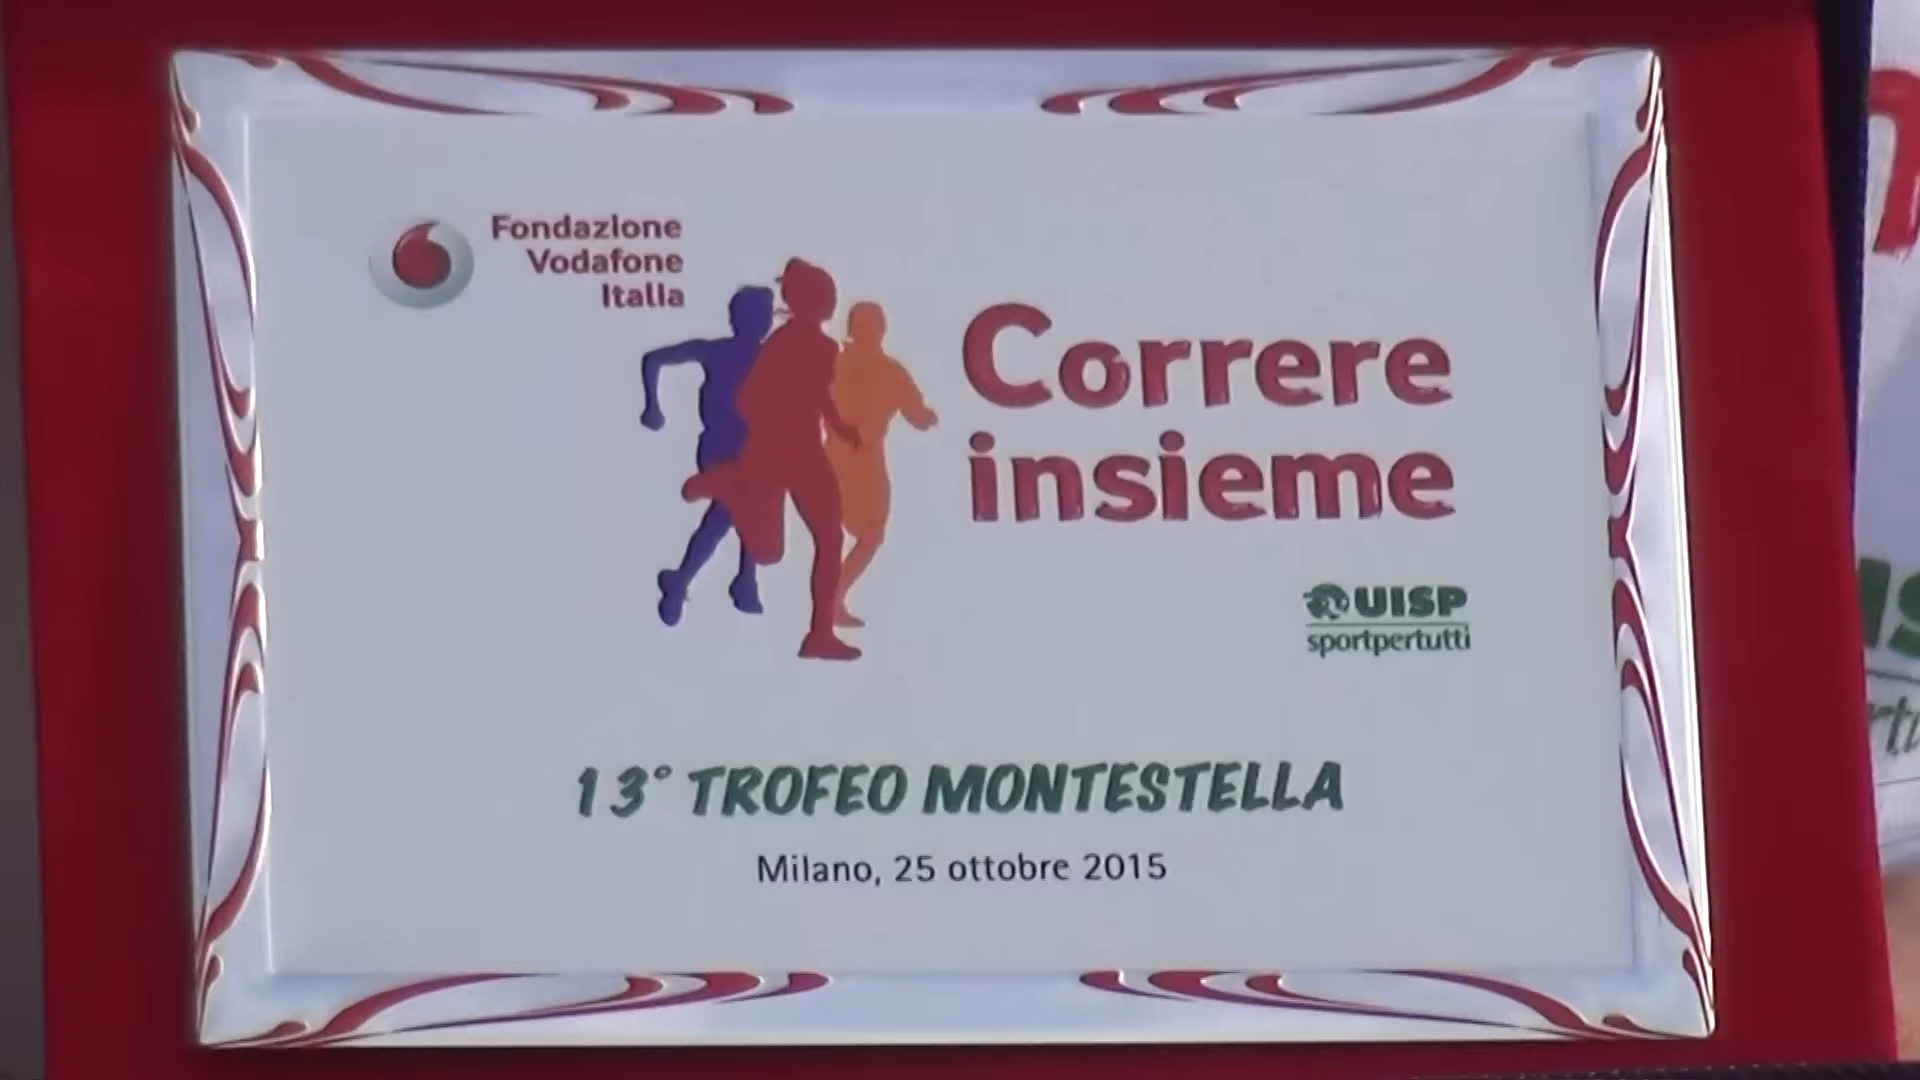 Fondazione
Vodafone
Italia
Correre
insieme
UISP
sportpertutti
13° TROFEO MONTESTELLA
Milano, 25 ottobre 2015